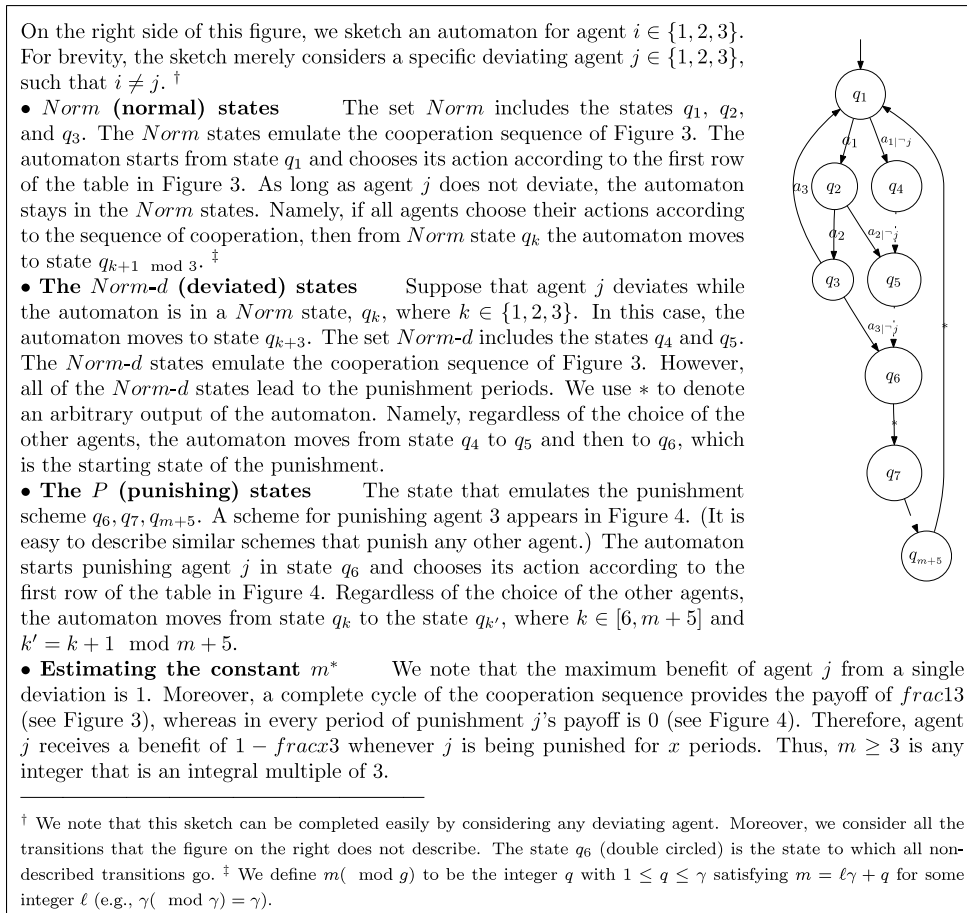 On the right side of this figure, we sketch an automaton for agent i ∈ {1, 2, 3}.
For brevity, the sketch merely considers a specific deviating agent j ∈ {1, 2, 3},
such that i ≠ j. †
• Norm (normal) states The set Norm includes the states q1, q2,
and q3. The Norm states emulate the cooperation sequence of Figure 3. The
automaton starts from state q1 and chooses its action according to the first row
of the table in Figure 3. As long as agent j does not deviate, the automaton
stays in the Norm states. Namely, if all agents choose their actions according
to the sequence of cooperation, then from Norm state qk the automaton moves
to state qk+1 mod 3. ‡
• The Norm-d (deviated) states Suppose that agent j deviates while
the automaton is in a Norm state, qk, where k ∈ {1, 2, 3}. In this case, the
automaton moves to state qk+3. The set Norm-d includes the states q4 and q5.
The Norm-d states emulate the cooperation sequence of Figure 3. However,
all of the Norm-d states lead to the punishment periods. We use * to denote
an arbitrary output of the automaton. Namely, regardless of the choice of the
other agents, the automaton moves from state q4 to q5 and then to q6, which
is the starting state of the punishment.
• The P (punishing) states The state that emulates the punishment
scheme q6, q7, qm+5. A scheme for punishing agent 3 appears in Figure 4. (It is
easy to describe similar schemes that punish any other agent.) The automaton
starts punishing agent j in state q6 and chooses its action according to the
first row of the table in Figure 4. Regardless of the choice of the other agents,
the automaton moves from state qk to the state qk′, where k ∈ [6, m + 5] and
k′ = k + 1 mod m + 5.
• Estimating the constant m* We note that the maximum benefit of agent j from a single
deviation is 1. Moreover, a complete cycle of the cooperation sequence provides the payoff of frac13
(see Figure 3), whereas in every period of punishment j's payoff is 0 (see Figure 4). Therefore, agent
j receives a benefit of 1 − fracx3 whenever j is being punished for x periods. Thus, m ≥ 3 is any
integer that is an integral multiple of 3.
† We note that this sketch can be completed easily by considering any deviating agent. Moreover, we consider all the
transitions that the figure on the right does not describe. The state q6 (double circled) is the state to which all non-
described transitions go. ‡ We define m( mod g) to be the integer q with 1 ≤ q ≤ γ satisfying m = ℓγ + q for some
integer ℓ (e.g., γ( mod γ) = γ).
q1
a1
a1|¬j
a3
q2
q4
a2
a2|¬j
q3
q5
a3|¬j
*
q6
*
q7
qm+5